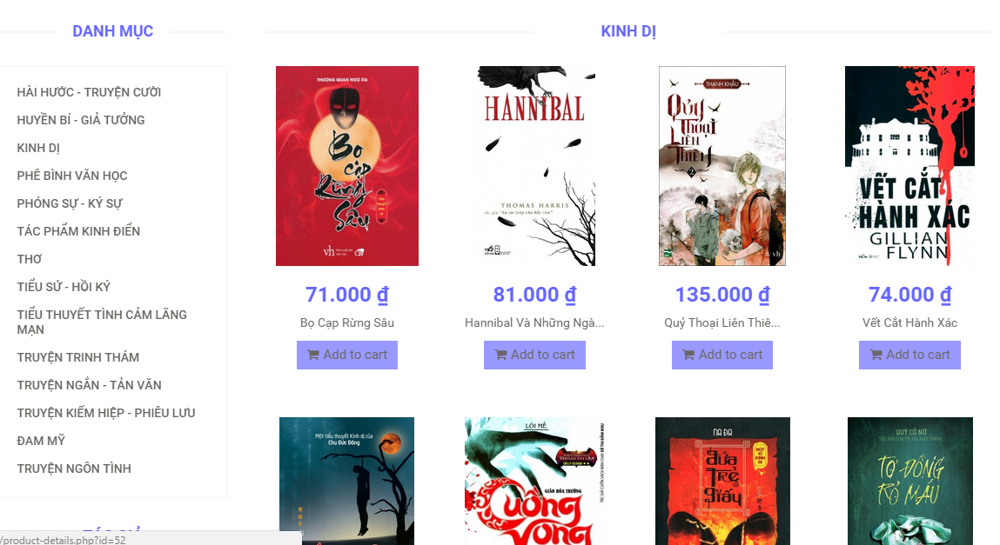 DANH MỤC
HÀI HƯỚC - TRUYỆN CƯỜI
HUYỀN BÍ - GIẢ TƯỞNG
KINH DỊ
PHÊ BÌNH VĂN HỌC
PHÓNG SỰ - KÝ SỰ
TÁC PHẨM KINH ĐIỂN
THƠ
TIỂU SỬ - HỒI KÝ
TIỂU THUYẾT TÌNH CẢM LÃNG
MẠN
TRUYỆN TRINH THÁM
TRUYỆN NGẮN - TẢN VĂN
TRUYỆN KIẾM HIỆP - PHIÊU LƯU
ĐAM MỸ
TRUYỆN NGÔN TÌNH
/product-details.php?id=52
KINH DỊ
THƯỢNG QUAN NGỌ DẠ
Bọ
cạp
Rừng
Sâu
vh
71.000 ₫
Bọ Cạp Rừng Sâu
Add to cart
HANNIBAL
THOMAS HARRIS
81.000 ₫
Hannibal Và Những Ngà...
Add to cart
THANH KHÂU
Qủy
Thoại
Liên
Thiên
2
vh
135.000 ₫
Quỷ Thoại Liên Thiê...
Add to cart
VẾT CẮT
HÀNH XÁC
GILLIAN
FLYNN
74.000 ₫
Vết Cắt Hành Xác
Add to cart
Một tiểu thuyết Kinh dị của
Chu Đức Đông
LÔI MỄ
GIÁO HÓA TRƯỜNG
Cuồng
Vọng
NA ĐA
Đứa
Trẻ
Giấy
QUỶ CỔ NỮ
TƠ ĐỒNG
RỎ MÁU